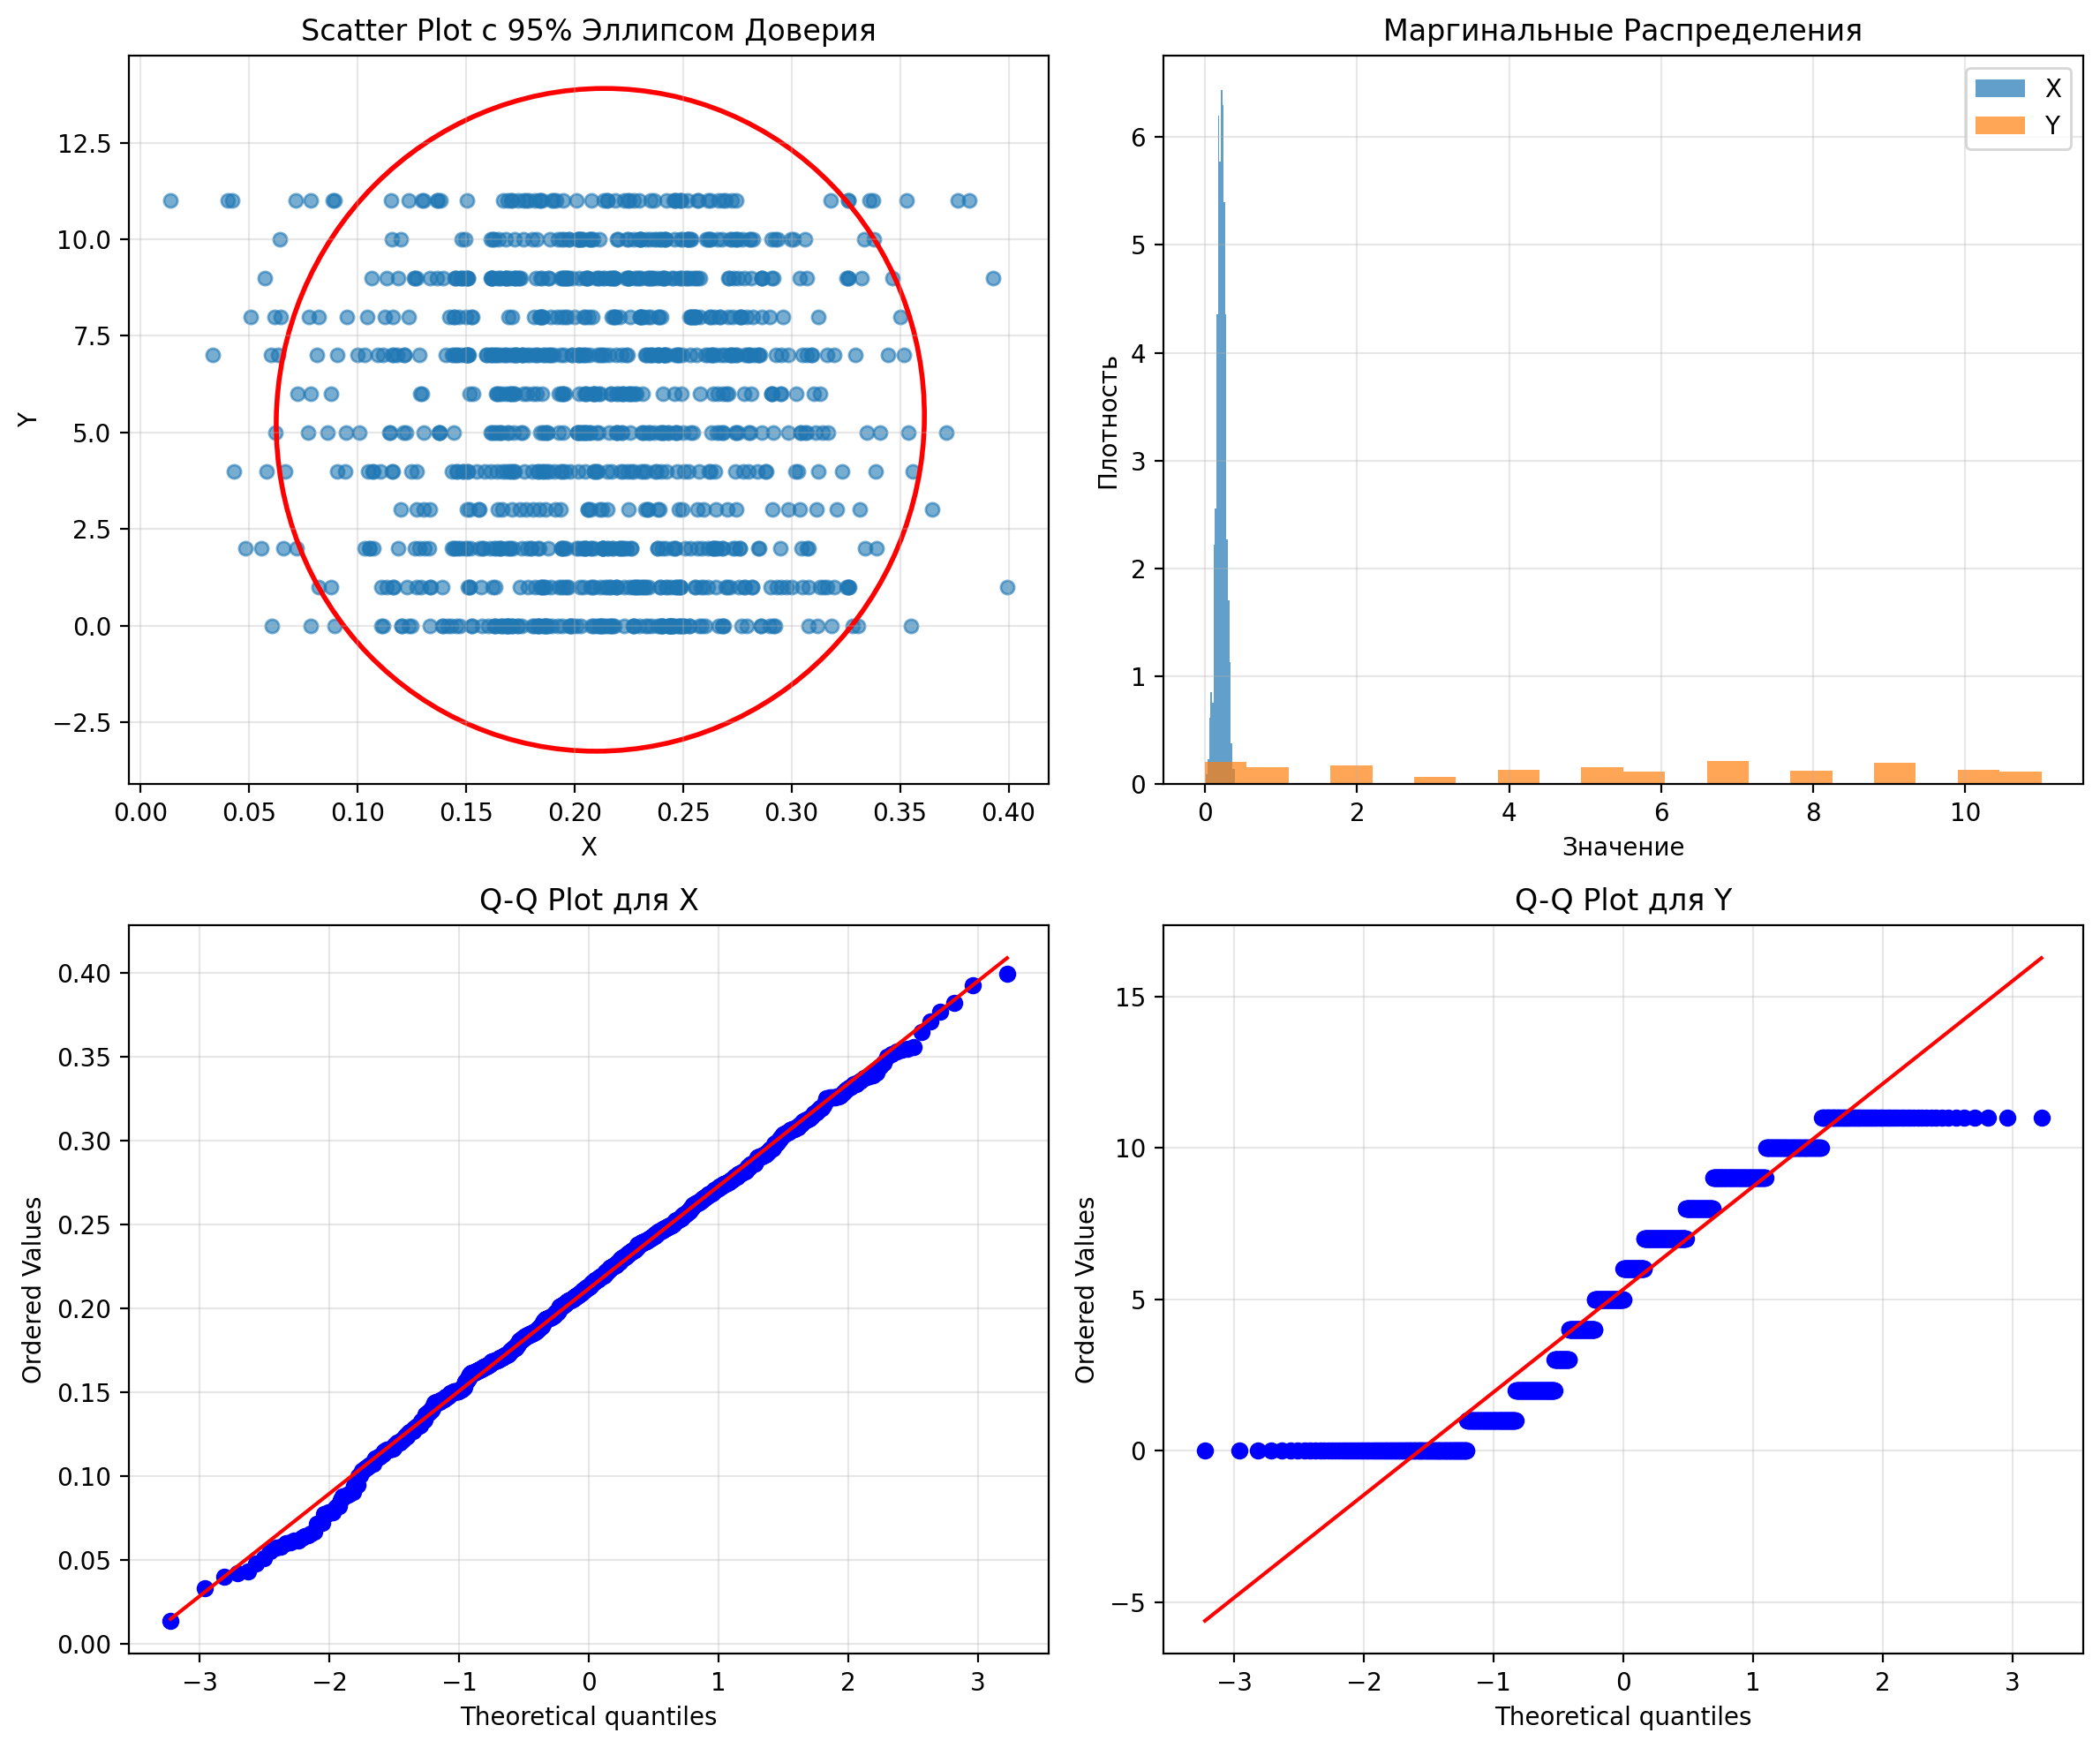 Scatter Plot с 95% Эллипсом Доверия
Y
12.5
10.0
7.5
5.0
2.5
0.0
−2.5
0.00 0.05 0.10 0.15 0.20 0.25 0.30 0.35 0.40
X
Маргинальные Распределения
X
Y
Плотность
6
5
4
3
2
1
0
0 2 4 6 8 10
Значение
Q-Q Plot для X
Ordered Values
0.40
0.35
0.30
0.25
0.20
0.15
0.10
0.05
0.00
−3 −2 −1 0 1 2 3
Theoretical quantiles
Q-Q Plot для Y
Ordered Values
15
10
5
0
−5
−3 −2 −1 0 1 2 3
Theoretical quantiles